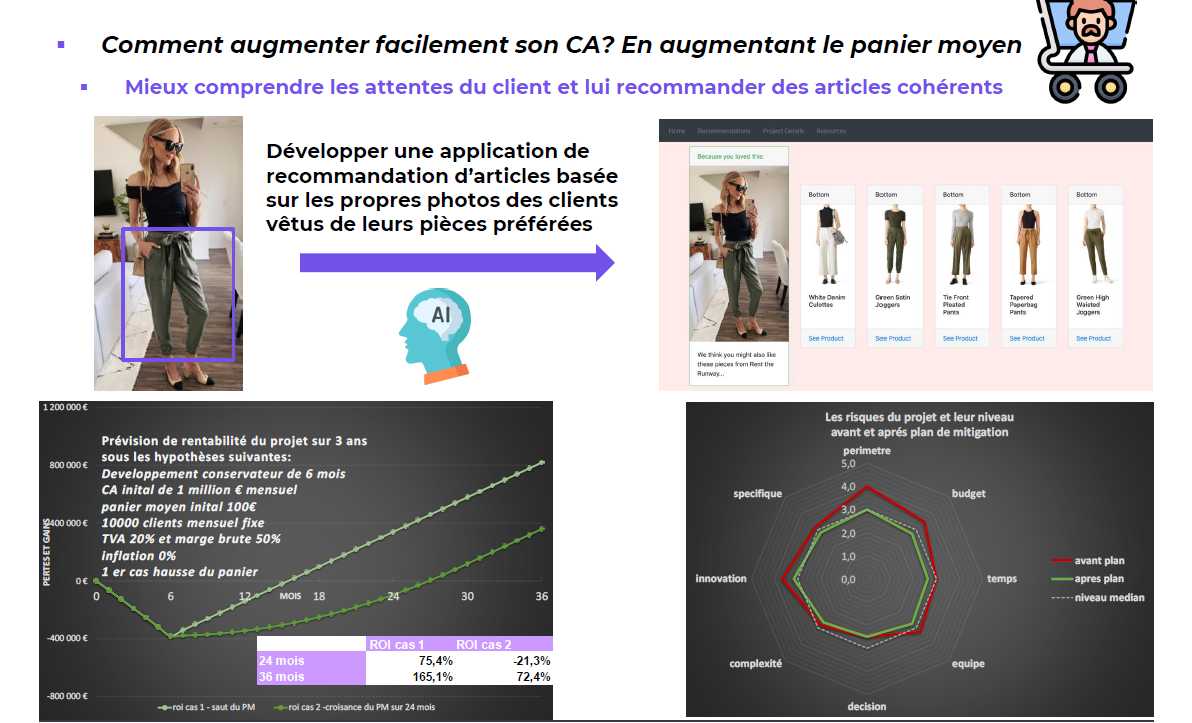 Comment augmenter facilement son CA? En augmentant le panier moyen
Mieux comprendre les attentes du client et lui recommander des articles cohérents
Développer une application de
recommandation d'articles basée
sur les propres photos des clients
vêtus de leurs pièces préférées
AI
Home Recommendations Project Details Resources
Because you loved this:
We think you might also like
these pieces from Rent the
Runway...
Bottom
White Denim
Culottes
See Product
Bottom
Green Satin
Joggers
See Product
Bottom
Tie Front
Pleated
Pants
See Product
Bottom
Tapered
Paperbag
Pants
See Product
Bottom
Green High
Waisted
Joggers
See Product
1 200 000 €
800 000 €
400 000 €
0 €
-400 000 €
-800 000 €
PERTES ET GAINS
Prévision de rentabilité du projet sur 3 ans
sous les hypothèses suivantes:
Developpement conservateur de 6 mois
CA inital de 1 million € mensuel
panier moyen inital 100€
10000 clients mensuel fixe
TVA 20% et marge brute 50%
inflation 0%
1 er cas hausse du panier
0 6 12 MOIS 18 24 30 36
ROI cas 1 ROI cas 2
24 mois 75,4% -21,3%
36 mois 165,1% 72,4%
roi cas 1 - saut du PM roi cas 2 -croisance du PM sur 24 mois
Les risques du projet et leur niveau
avant et aprés plan de mitigation
perimetre
5,0
4,0
3,0
2,0
1,0
0,0
budget
temps
equipe
decision
complexité
innovation
specifique
avant plan
apres plan
niveau median